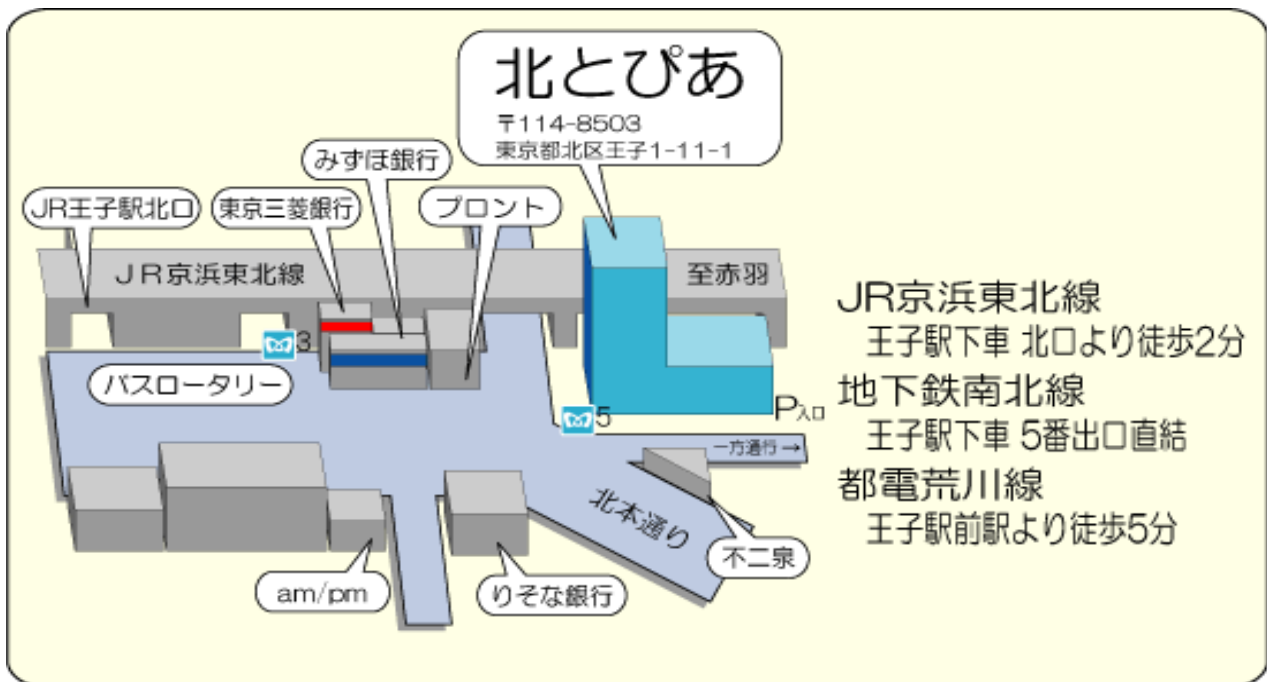 北とぴあ
〒114-8503
東京都北区王子1-11-1
みずほ銀行
JR王子駅北口
東京三菱銀行
プロント
JR京浜東北線
至赤羽
3
バスロータリー
5
P入口
一方通行→
北本通り
不二泉
am/pm
りそな銀行
JR京浜東北線
王子駅下車 北口より徒歩2分
地下鉄南北線
王子駅下車 5番出口直結
都電荒川線
王子駅前駅より徒歩5分